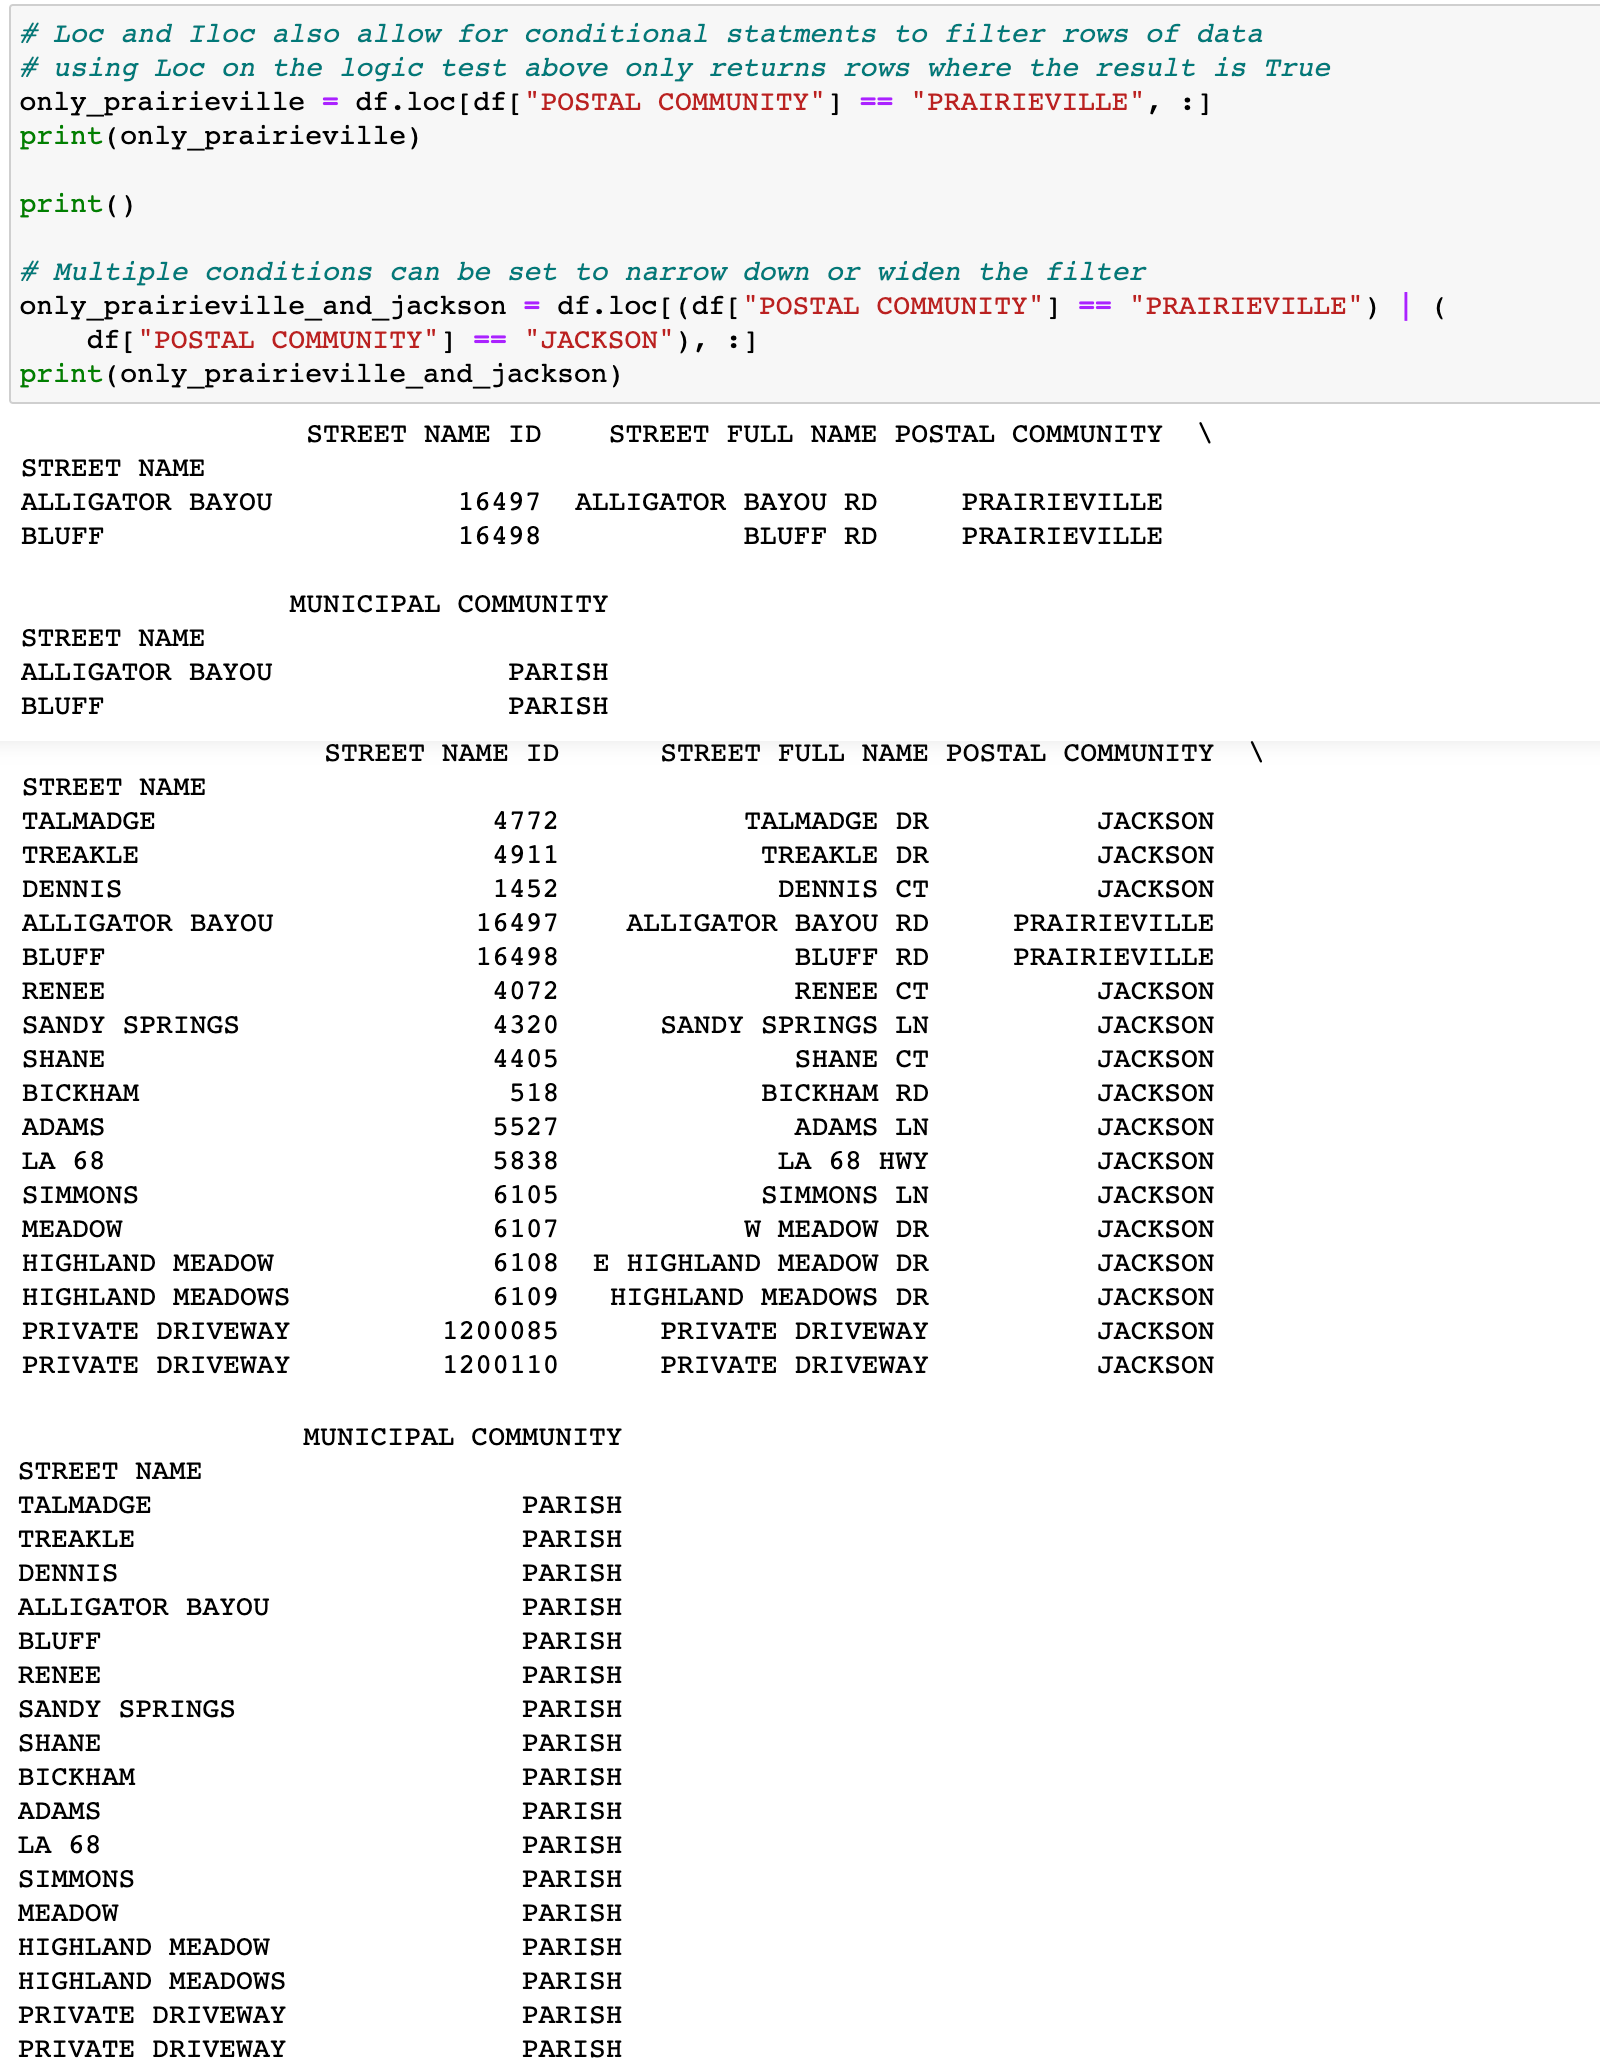 # Loc and Iloc also allow for conditional statments to filter rows of data
# using Loc on the logic test above only returns rows where the result is True
only_prairieville = df.loc[df["POSTAL COMMUNITY"] == "PRAIRIEVILLE", :]
print(only_prairieville)
print()
# Multiple conditions can be set to narrow down or widen the filter
only_prairieville_and_jackson = df.loc[(df["POSTAL COMMUNITY"] == "PRAIRIEVILLE") | (
    df["POSTAL COMMUNITY"] == "JACKSON"), :]
print(only_prairieville_and_jackson)
STREET NAME ID STREET FULL NAME POSTAL COMMUNITY \
STREET NAME
ALLIGATOR BAYOU 16497 ALLIGATOR BAYOU RD PRAIRIEVILLE
BLUFF 16498 BLUFF RD PRAIRIEVILLE
MUNICIPAL COMMUNITY
STREET NAME
ALLIGATOR BAYOU PARISH
BLUFF PARISH
STREET NAME ID STREET FULL NAME POSTAL COMMUNITY \
STREET NAME
TALMADGE 4772 TALMADGE DR JACKSON
TREAKLE 4911 TREAKLE DR JACKSON
DENNIS 1452 DENNIS CT JACKSON
ALLIGATOR BAYOU 16497 ALLIGATOR BAYOU RD PRAIRIEVILLE
BLUFF 16498 BLUFF RD PRAIRIEVILLE
RENEE 4072 RENEE CT JACKSON
SANDY SPRINGS 4320 SANDY SPRINGS LN JACKSON
SHANE 4405 SHANE CT JACKSON
BICKHAM 518 BICKHAM RD JACKSON
ADAMS 5527 ADAMS LN JACKSON
LA 68 5838 LA 68 HWY JACKSON
SIMMONS 6105 SIMMONS LN JACKSON
MEADOW 6107 W MEADOW DR JACKSON
HIGHLAND MEADOW 6108 E HIGHLAND MEADOW DR JACKSON
HIGHLAND MEADOWS 6109 HIGHLAND MEADOWS DR JACKSON
PRIVATE DRIVEWAY 1200085 PRIVATE DRIVEWAY JACKSON
PRIVATE DRIVEWAY 1200110 PRIVATE DRIVEWAY JACKSON
MUNICIPAL COMMUNITY
STREET NAME
TALMADGE PARISH
TREAKLE PARISH
DENNIS PARISH
ALLIGATOR BAYOU PARISH
BLUFF PARISH
RENEE PARISH
SANDY SPRINGS PARISH
SHANE PARISH
BICKHAM PARISH
ADAMS PARISH
LA 68 PARISH
SIMMONS PARISH
MEADOW PARISH
HIGHLAND MEADOW PARISH
HIGHLAND MEADOWS PARISH
PRIVATE DRIVEWAY PARISH
PRIVATE DRIVEWAY PARISH